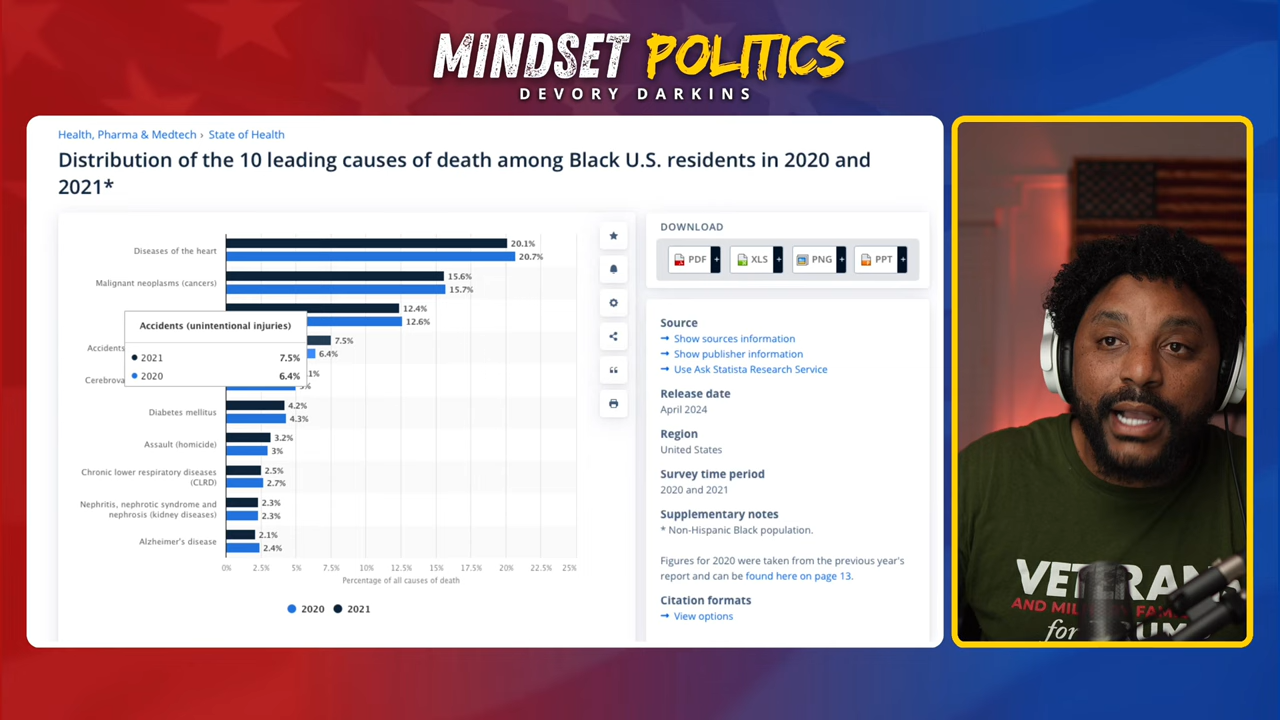 MINDSET POLITICS
DEVORY DARKINS
Health, Pharma & Medtech › State of Health
Distribution of the 10 leading causes of death among Black U.S. residents in 2020 and
2021*
Diseases of the heart
20.1%
20.7%
Malignant neoplasms (cancers)
15.6%
15.7%
12.4%
12.6%
Accidents (unintentional injuries)
2021 7.5%
2020 6.4%
Accidents
7.5%
6.4%
Diabetes mellitus
4.2%
4.3%
Assault (homicide)
3.2%
3%
Chronic lower respiratory diseases
(CLRD)
2.5%
2.7%
Nephritis, nephrotic syndrome and
nephrosis (kidney diseases)
2.3%
2.3%
Alzheimer's disease
2.1%
2.4%
0% 2.5% 5% 7.5% 10% 12.5% 15% 17.5% 20% 22.5% 25%
Percentage of all causes of death
2020 2021
DOWNLOAD
PDF + XLS + PNG + PPT +
Source
→ Show sources information
→ Show publisher information
→ Use Ask Statista Research Service
Release date
April 2024
Region
United States
Survey time period
2020 and 2021
Supplementary notes
* Non-Hispanic Black population.
Figures for 2020 were taken from the previous year's
report and can be found here on page 13.
Citation formats
→ View options
AND
for